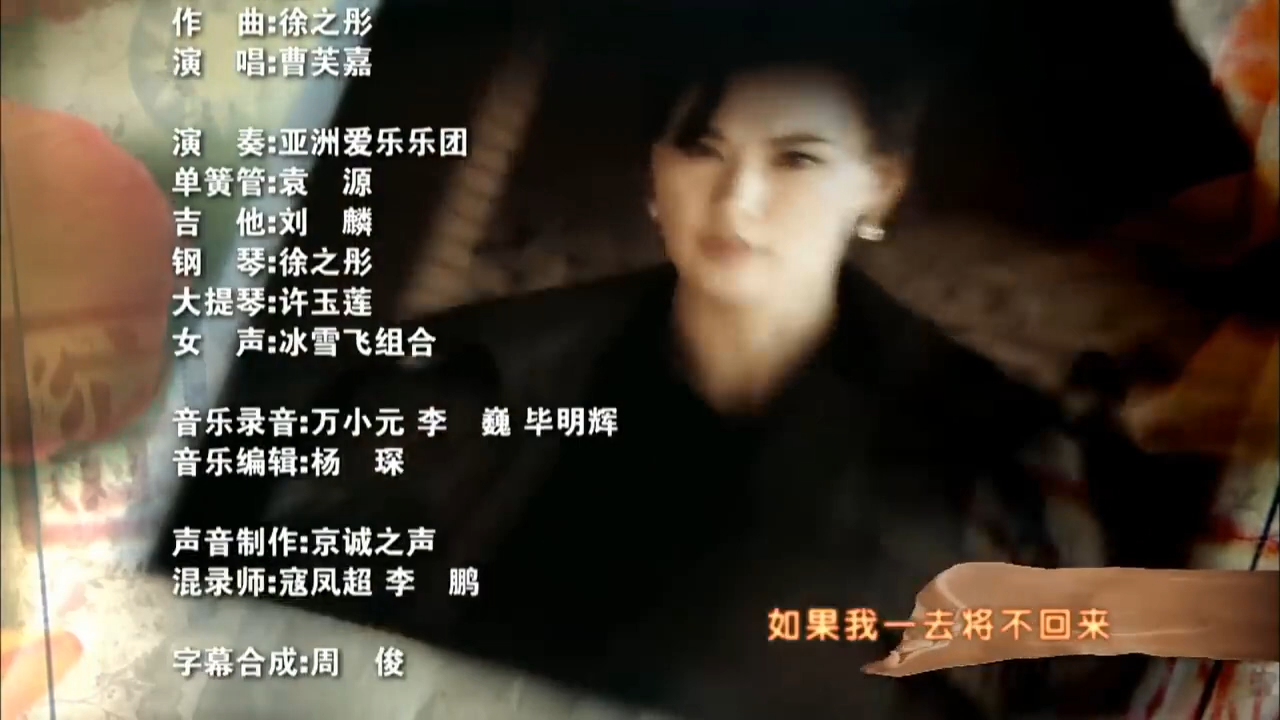 作　曲:徐之彤
演　唱:曹芙嘉
演　奏:亚洲爱乐乐团
单簧管:袁　源
吉　他:刘　麟
钢　琴:徐之彤
大提琴:许玉莲
女　声:冰雪飞组合
音乐录音:万小元 李　巍 毕明辉
音乐编辑:杨　琛
声音制作:京诚之声
混录师:寇凤超 李　鹏
如果我一去将不回来
字幕合成:周　俊